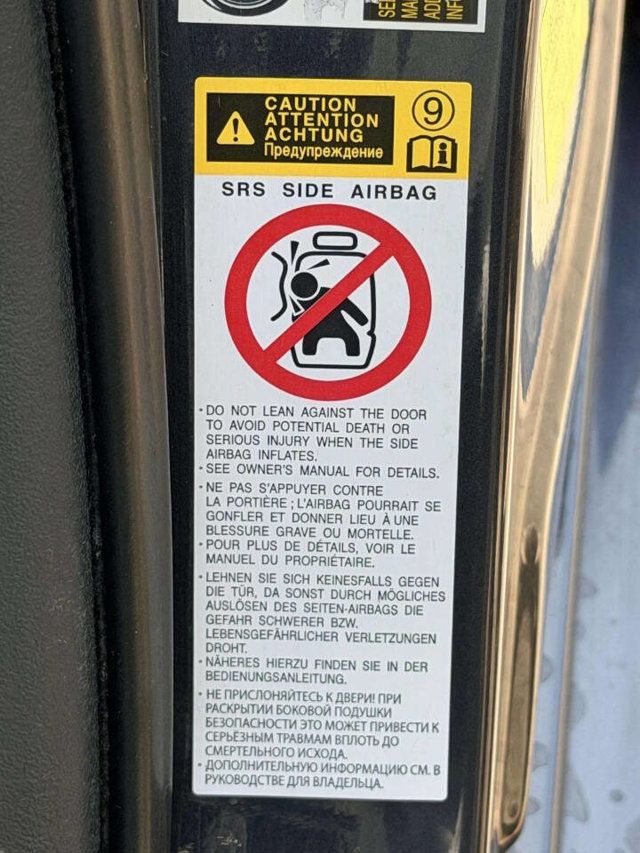 SE
MA
ADD
INF
CAUTION
ATTENTION
ACHTUNG
Предупреждение
9
i
SRS SIDE AIRBAG
· DO NOT LEAN AGAINST THE DOOR
TO AVOID POTENTIAL DEATH OR
SERIOUS INJURY WHEN THE SIDE
AIRBAG INFLATES.
· SEE OWNER'S MANUAL FOR DETAILS.
· NE PAS S'APPUYER CONTRE
LA PORTIÈRE ; L'AIRBAG POURRAIT SE
GONFLER ET DONNER LIEU À UNE
BLESSURE GRAVE OU MORTELLE.
· POUR PLUS DE DÉTAILS, VOIR LE
MANUEL DU PROPRIÉTAIRE.
· LEHNEN SIE SICH KEINESFALLS GEGEN
DIE TÜR, DA SONST DURCH MÖGLICHES
AUSLÖSEN DES SEITEN-AIRBAGS DIE
GEFAHR SCHWERER BZW.
LEBENSGEFÄHRLICHER VERLETZUNGEN
DROHT.
· NÄHERES HIERZU FINDEN SIE IN DER
BEDIENUNGSANLEITUNG.
· НЕ ПРИСЛОНЯЙТЕСЬ К ДВЕРИ! ПРИ
РАСКРЫТИИ БОКОВОЙ ПОДУШКИ
БЕЗОПАСНОСТИ ЭТО МОЖЕТ ПРИВЕСТИ К
СЕРЬЁЗНЫМ ТРАВМАМ ВПЛОТЬ ДО
СМЕРТЕЛЬНОГО ИСХОДА.
· ДОПОЛНИТЕЛЬНУЮ ИНФОРМАЦИЮ СМ. В
РУКОВОДСТВЕ ДЛЯ ВЛАДЕЛЬЦА.